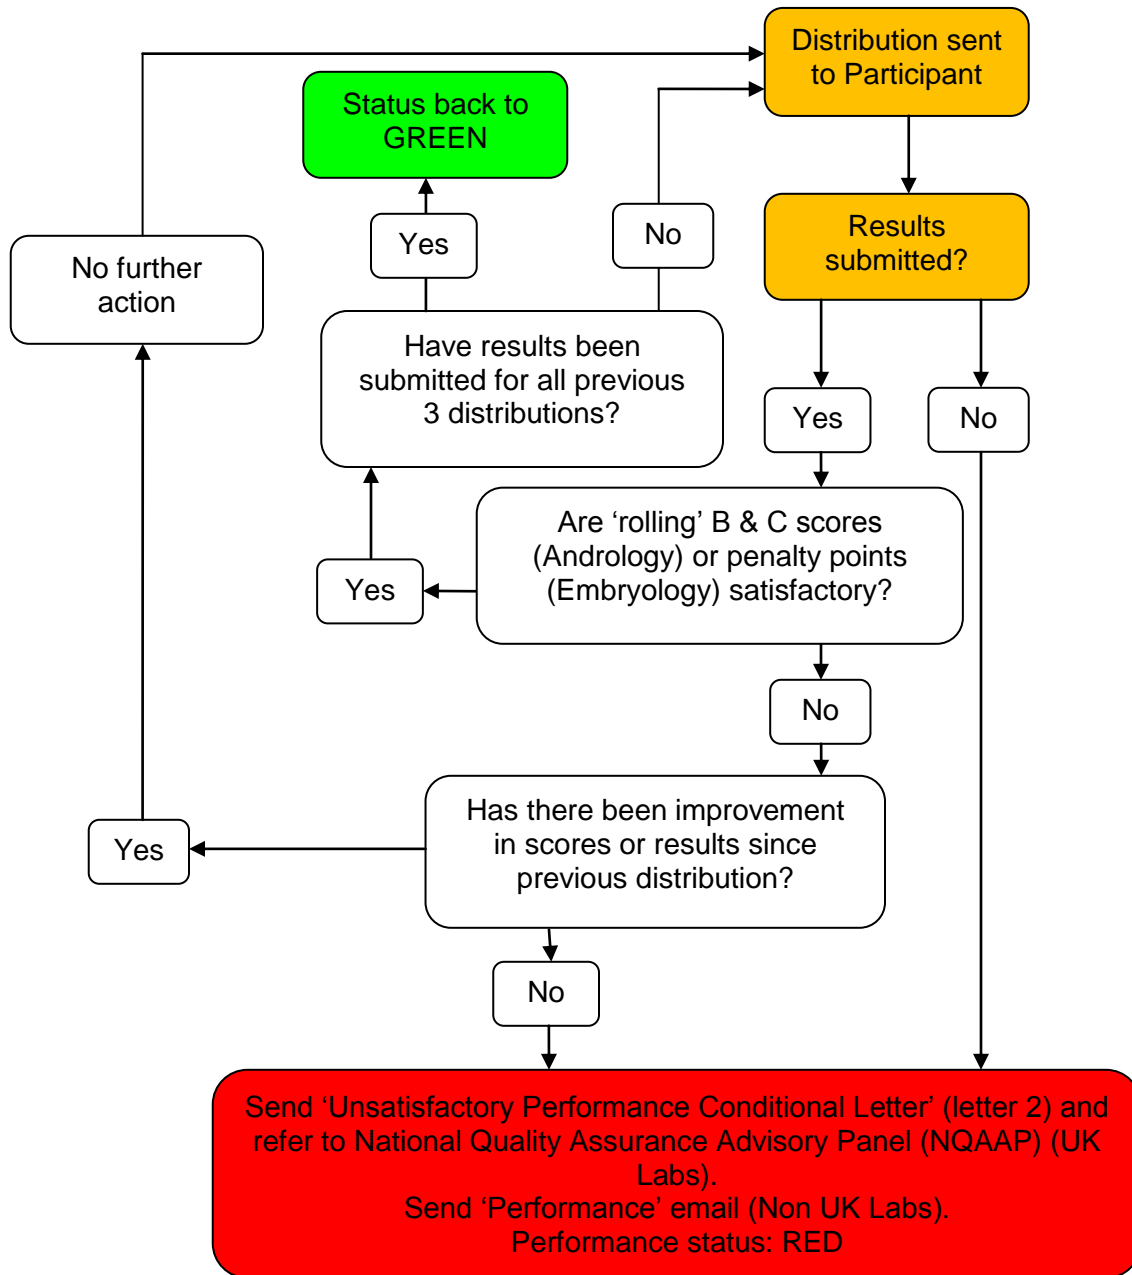 Distribution sent
to Participant
Status back to
GREEN
Yes
No
Results
submitted?
No further
action
Have results been
submitted for all previous
3 distributions?
Yes
No
Are ‘rolling’ B & C scores
(Andrology) or penalty points
(Embryology) satisfactory?
Yes
No
Has there been improvement
in scores or results since
previous distribution?
Yes
No
Send ‘Unsatisfactory Performance Conditional Letter’ (letter 2) and
refer to National Quality Assurance Advisory Panel (NQAAP) (UK
Labs).
Send ‘Performance’ email (Non UK Labs).
Performance status: RED